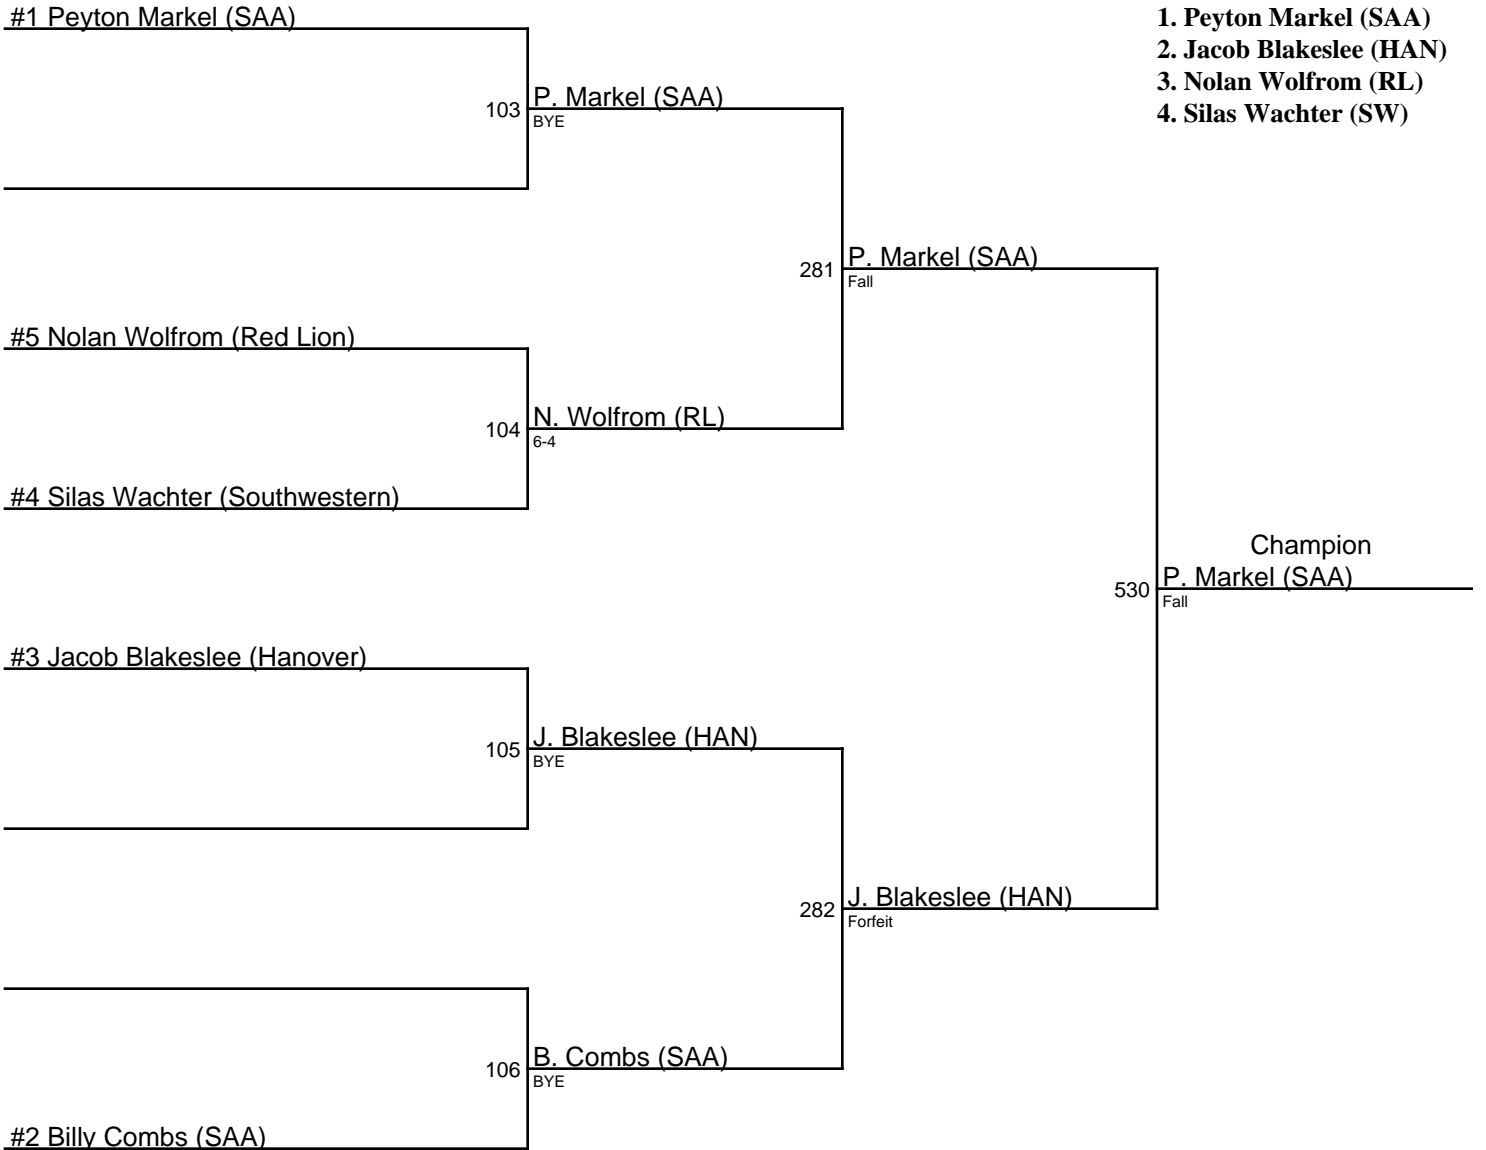 #1 Peyton Markel (SAA)
1. Peyton Markel (SAA)
2. Jacob Blakeslee (HAN)
3. Nolan Wolfrom (RL)
4. Silas Wachter (SW)
103 P. Markel (SAA)
BYE
281 P. Markel (SAA)
Fall
#5 Nolan Wolfrom (Red Lion)
104 N. Wolfrom (RL)
6-4
#4 Silas Wachter (Southwestern)
Champion
530 P. Markel (SAA)
Fall
#3 Jacob Blakeslee (Hanover)
105 J. Blakeslee (HAN)
BYE
282 J. Blakeslee (HAN)
Forfeit
106 B. Combs (SAA)
BYE
#2 Billy Combs (SAA)